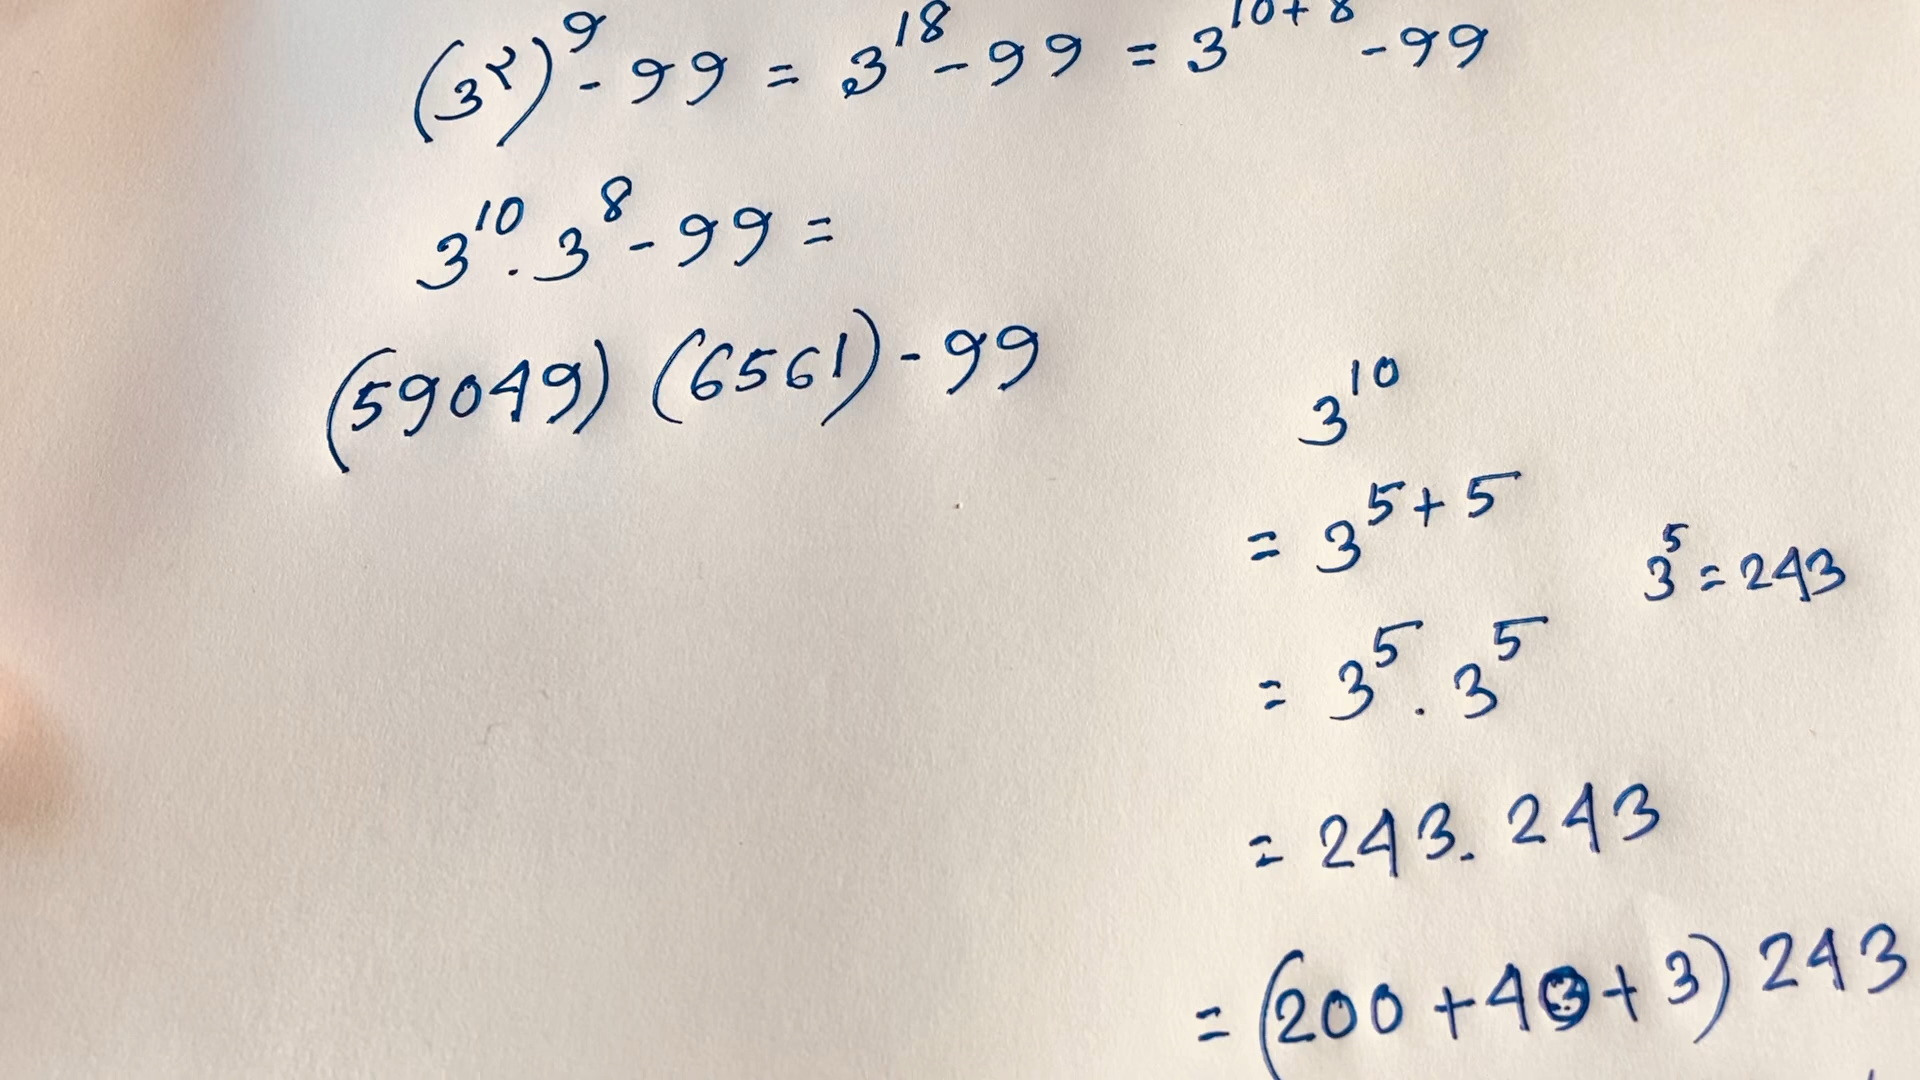 (3²)⁹ - 99 = 3¹⁸ - 99 = 3¹⁰⁺⁸ - 99
3¹⁰ . 3⁸ - 99 =
(59049) (6561) - 99
3¹⁰
= 3⁵⁺⁵
3⁵ = 243
= 3⁵ . 3⁵
= 243 . 243
= (200 + 40 + 3) 243